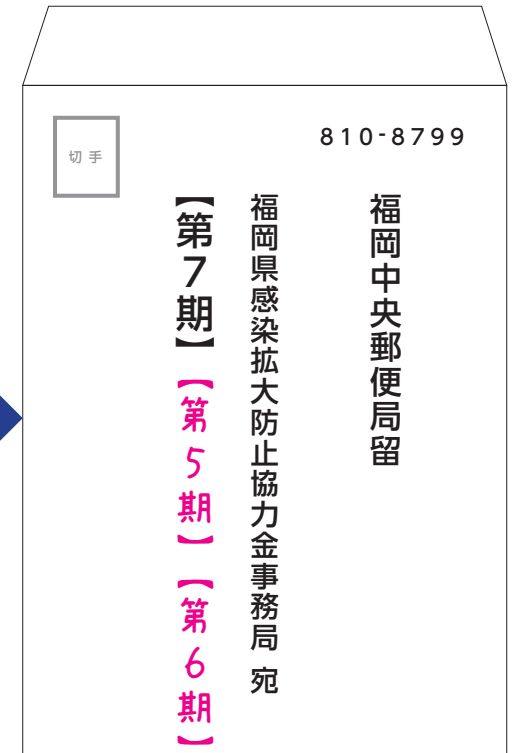 切手
810-8799
福岡中央郵便局留
福岡県感染拡大防止協力金事務局 宛
【第7期】【第5期】【第6期】